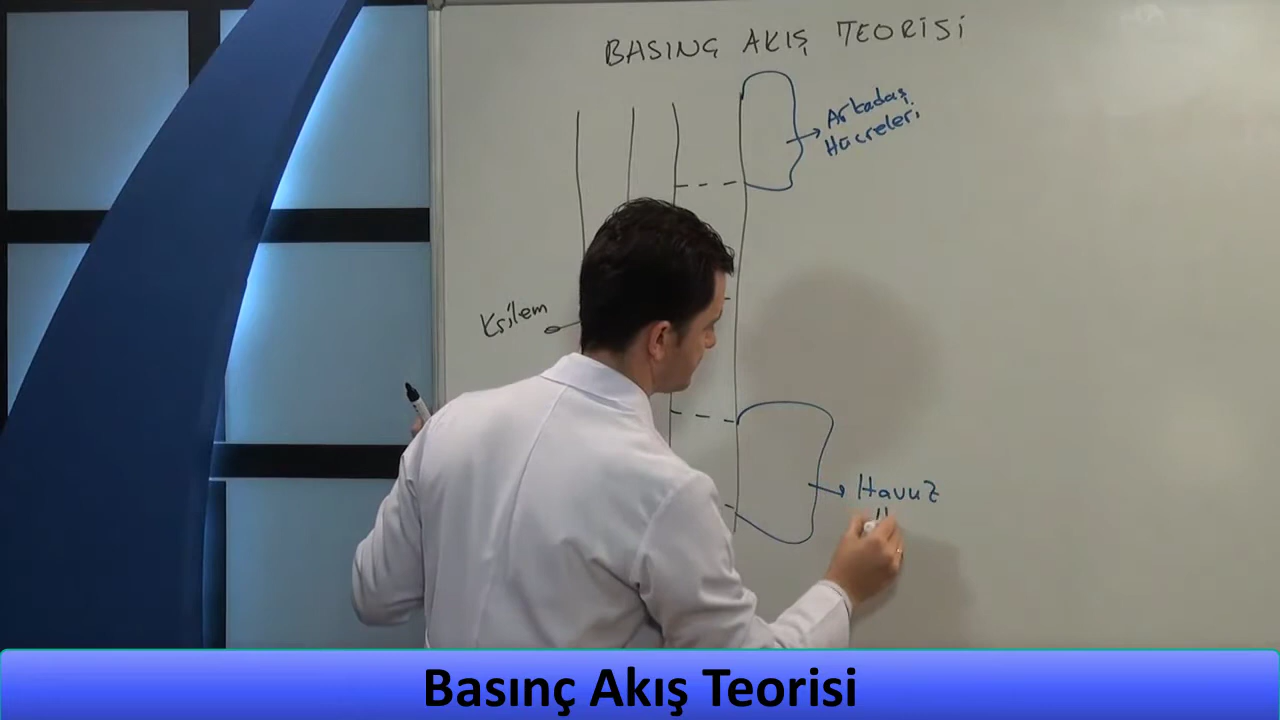 BASINÇ AKIŞ TEORİSİ
Arkadaş
Hücreleri
Ksilem
Havuz
Basınç Akış Teorisi